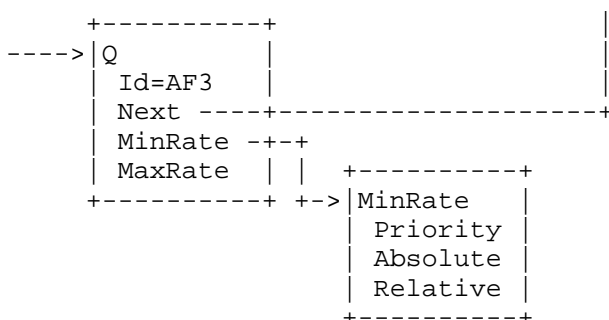 Q
Id=AF3
Next
MinRate
MaxRate
MinRate
Priority
Absolute
Relative